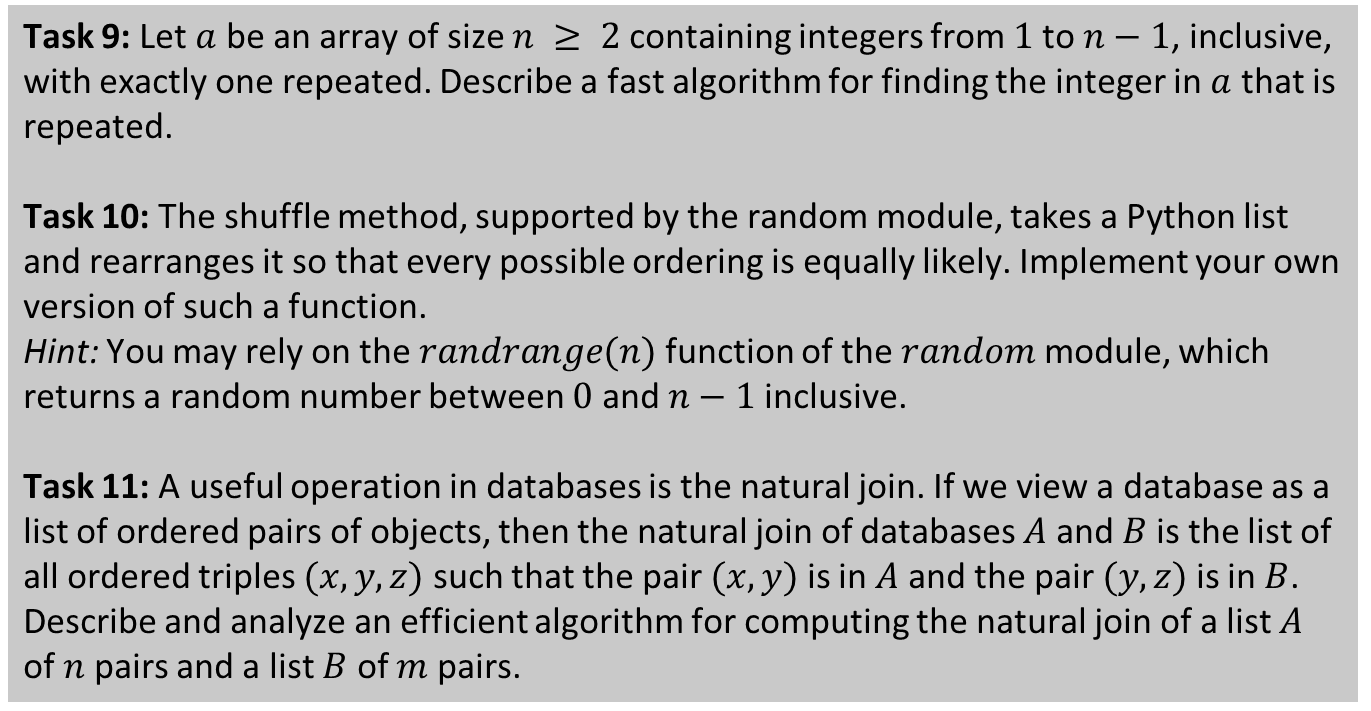 Task 9: Let a be an array of size n ≥ 2 containing integers from 1 to n − 1, inclusive,
with exactly one repeated. Describe a fast algorithm for finding the integer in a that is
repeated.
Task 10: The shuffle method, supported by the random module, takes a Python list
and rearranges it so that every possible ordering is equally likely. Implement your own
version of such a function.
Hint: You may rely on the randrange(n) function of the random module, which
returns a random number between 0 and n − 1 inclusive.
Task 11: A useful operation in databases is the natural join. If we view a database as a
list of ordered pairs of objects, then the natural join of databases A and B is the list of
all ordered triples (x, y, z) such that the pair (x, y) is in A and the pair (y, z) is in B.
Describe and analyze an efficient algorithm for computing the natural join of a list A
of n pairs and a list B of m pairs.